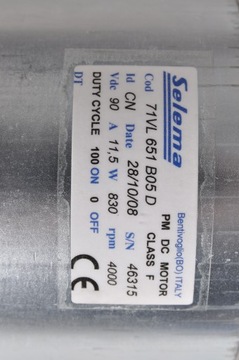 Selema
Bentivoglio(BO) ITALY
PM DC MOTOR
CLASS F
Cod 71VL 651 B05 D
Id CN Date 28/10/08 S/N 46315
Vdc 90 A 11,5 W 830 rpm 4000
DUTY CYCLE 100 ON 0 OFF
DT
CE